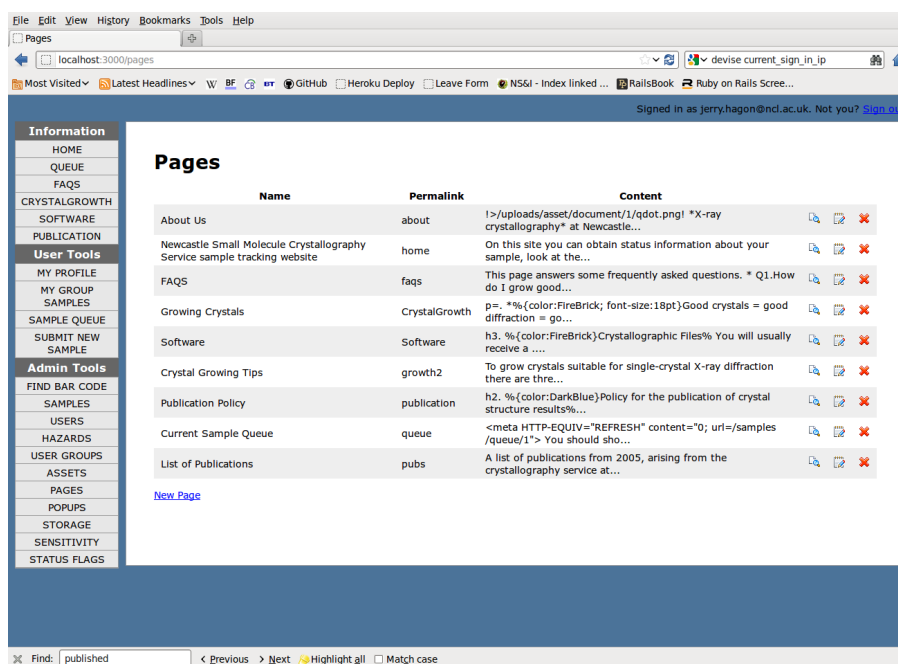 File Edit View History Bookmarks Tools Help
Pages
localhost:3000/pages
devise current_sign_in_ip
Most Visited Latest Headlines W BF CB BT GitHub Heroku Deploy Leave Form NS&I - Index linked ... RailsBook Ruby on Rails Scree...
Signed in as jerry.hagon@ncl.ac.uk. Not you? Sign ou
Information
HOME
QUEUE
FAQS
CRYSTALGROWTH
SOFTWARE
PUBLICATION
User Tools
MY PROFILE
MY GROUP
SAMPLES
SAMPLE QUEUE
SUBMIT NEW
SAMPLE
Admin Tools
FIND BAR CODE
SAMPLES
USERS
HAZARDS
USER GROUPS
ASSETS
PAGES
POPUPS
STORAGE
SENSITIVITY
STATUS FLAGS
Pages
Name Permalink Content
About Us about !>/uploads/asset/document/1/qdot.png! *X-ray
crystallography* at Newcastle...
Newcastle Small Molecule Crystallography
Service sample tracking website home On this site you can obtain status information about your
sample, look at the...
FAQS faqs This page answers some frequently asked questions. * Q1.How
do I grow good...
Growing Crystals CrystalGrowth p=. *%{color:FireBrick; font-size:18pt}Good crystals = good
diffraction = go...
Software Software h3. %{color:FireBrick}Crystallographic Files% You will usually
receive a ....
Crystal Growing Tips growth2 To grow crystals suitable for single-crystal X-ray diffraction
there are thre...
Publication Policy publication h2. %{color:DarkBlue}Policy for the publication of crystal
structure results%...
Current Sample Queue queue <meta HTTP-EQUIV="REFRESH" content="0; url=/samples
/queue/1"> You should sho...
List of Publications pubs A list of publications from 2005, arising from the
crystallography service at...
New Page
Find: published Previous Next Highlight all Match case